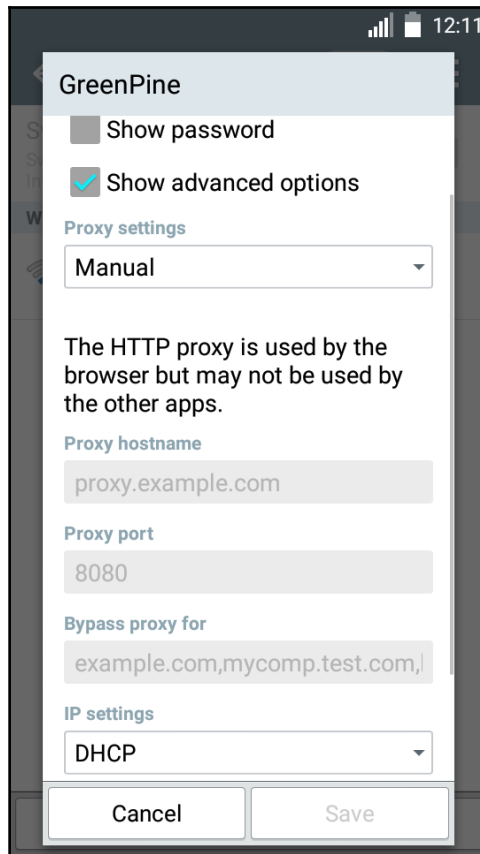 12:11
GreenPine
Show password
Show advanced options
Proxy settings
Manual
The HTTP proxy is used by the
browser but may not be used by
the other apps.
Proxy hostname
proxy.example.com
Proxy port
8080
Bypass proxy for
example.com,mycomp.test.com,l
IP settings
DHCP
Cancel
Save